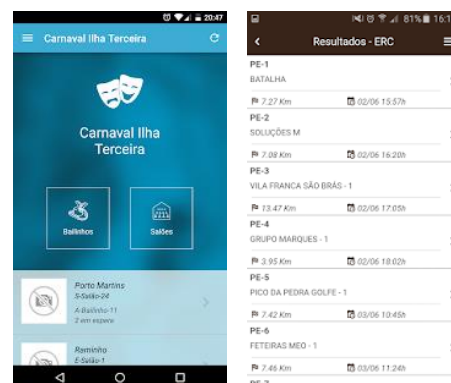 20:47
Carnaval Ilha Terceira
Carnaval Ilha
Terceira
Bailinhos
Salões
Porto Martins
S-Salão-24
A-Bailinho-11
2 em espera
Raminho
E-Salão-1
81% 16:1
Resultados - ERC
PE-1
BATALHA
7.27 Km 02/06 15:57h
PE-2
SOLUÇÕES M
7.08 Km 02/06 16:20h
PE-3
VILA FRANCA SÃO BRÁS - 1
13.47 Km 02/06 17:05h
PE-4
GRUPO MARQUES - 1
3.95 Km 02/06 18:02h
PE-5
PICO DA PEDRA GOLFE - 1
7.42 Km 03/06 10:45h
PE-6
FETEIRAS MEO - 1
7.46 Km 03/06 11:24h